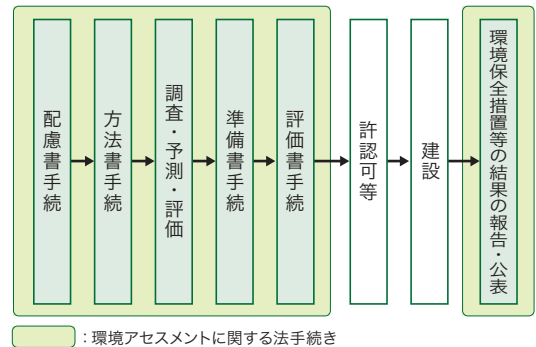 配慮書手続
方法書手続
調査・予測・評価
準備書手続
評価書手続
許認可等
建設
環境保全措置等の結果の報告・公表
：環境アセスメントに関する法手続き